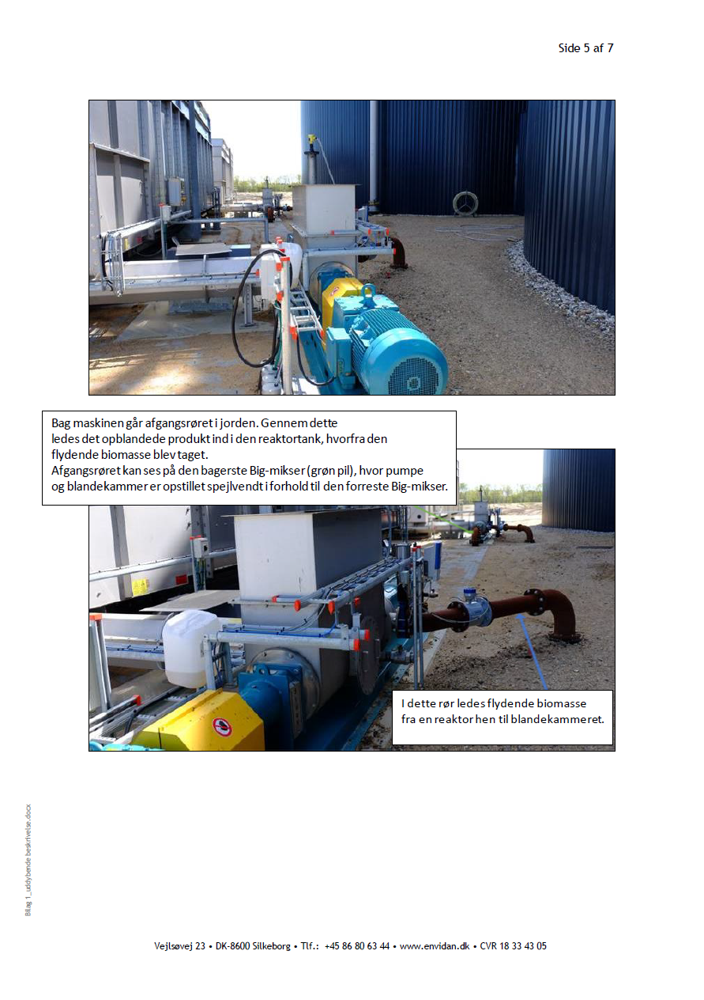 Side 5 af 7
Bag maskinen går afgangsrøret i jorden. Gennem dette
ledes det opblandede produkt ind i den reaktortank, hvorfra den
flydende biomasse blev taget.
Afgangsrøret kan ses på den bagerste Big-mikser (grøn pil), hvor pumpe
og blandekammer er opstillet spejlvendt i forhold til den forreste Big-mikser.
I dette rør ledes flydende biomasse
fra en reaktor hen til blandekammeret.
Bilag 1_uddybende beskrivelse.docx
Vejlsøvej 23 • DK-8600 Silkeborg • Tlf.: +45 86 80 63 44 • www.envidan.dk • CVR 18 33 43 05